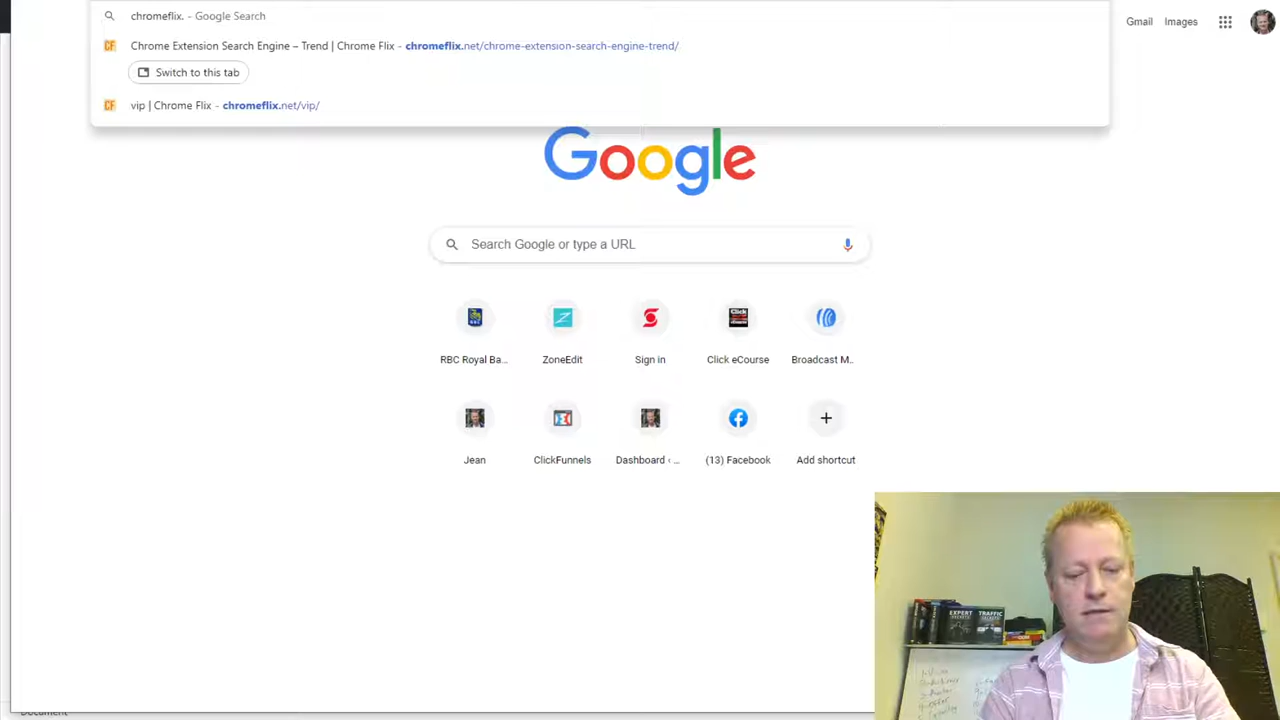 chromeflix. - Google Search
Gmail Images
Chrome Extension Search Engine – Trend | Chrome Flix - chromeflix.net/chrome-extension-search-engine-trend/
Switch to this tab
vip | Chrome Flix - chromeflix.net/vip/
Google
Search Google or type a URL
RBC Royal Ba...
ZoneEdit
Sign in
Click eCourse
Broadcast M...
Jean
ClickFunnels
Dashboard ‹ ...
(13) Facebook
Add shortcut
EXPERT
TRAFFIC